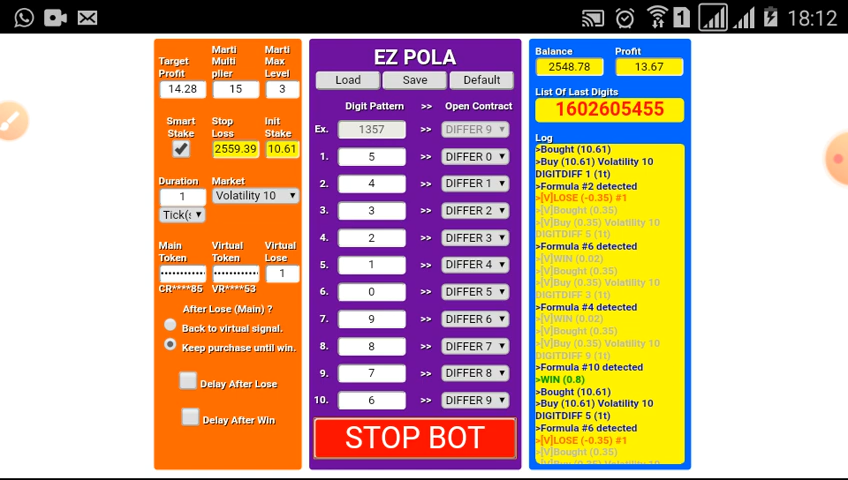 18:12
Target
Profit
Marti
Multi
plier
Marti
Max
Level
14.28
15
3
Smart
Stake
Stop
Loss
Init
Stake
2559.39
10.61
Duration
Market
1
Volatility 10
Tick(s
Main
Token
Virtual
Token
Virtual
Lose
1
CR****85
VR****53
After Lose (Main) ?
Back to virtual signal.
Keep purchase until win.
Delay After Lose
Delay After Win
EZ POLA
Load
Save
Default
Digit Pattern >> Open Contract
Ex. 1357 >> DIFFER 9
1. 5 >> DIFFER 0
2. 4 >> DIFFER 1
3. 3 >> DIFFER 2
4. 2 >> DIFFER 3
5. 1 >> DIFFER 4
6. 0 >> DIFFER 5
7. 9 >> DIFFER 6
8. 8 >> DIFFER 7
9. 7 >> DIFFER 8
10. 6 >> DIFFER 9
STOP BOT
Balance
Profit
2548.78
13.67
List Of Last Digits
1602605455
Log
>Bought (10.61)
>Buy (10.61) Volatility 10
DIGITDIFF 1 (1t)
>Formula #2 detected
>[V]LOSE (-0.35) #1
>[V]Bought (0.35)
>[V]Buy (0.35) Volatility 10
DIGITDIFF 5 (1t)
>Formula #6 detected
>[V]WIN (0.02)
>[V]Bought (0.35)
>[V]Buy (0.35) Volatility 10
DIGITDIFF 3 (1t)
>Formula #4 detected
>[V]WIN (0.02)
>[V]Bought (0.35)
>[V]Buy (0.35) Volatility 10
DIGITDIFF 9 (1t)
>Formula #10 detected
>WIN (0.8)
>Bought (10.61)
>Buy (10.61) Volatility 10
DIGITDIFF 5 (1t)
>Formula #6 detected
>[V]LOSE (-0.35) #1
>[V]Bought (0.35)
>[V]Buy (0.35) Volatility 10